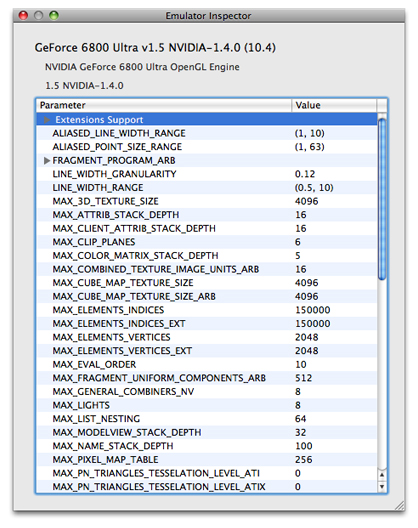 Emulator Inspector
GeForce 6800 Ultra v1.5 NVIDIA-1.4.0 (10.4)
NVIDIA GeForce 6800 Ultra OpenGL Engine
1.5 NVIDIA-1.4.0
Parameter Value
Extensions Support
ALIASED_LINE_WIDTH_RANGE (1, 10)
ALIASED_POINT_SIZE_RANGE (1, 63)
FRAGMENT_PROGRAM_ARB
LINE_WIDTH_GRANULARITY 0.12
LINE_WIDTH_RANGE (0.5, 10)
MAX_3D_TEXTURE_SIZE 4096
MAX_ATTRIB_STACK_DEPTH 16
MAX_CLIENT_ATTRIB_STACK_DEPTH 16
MAX_CLIP_PLANES 6
MAX_COLOR_MATRIX_STACK_DEPTH 5
MAX_COMBINED_TEXTURE_IMAGE_UNITS_ARB 16
MAX_CUBE_MAP_TEXTURE_SIZE 4096
MAX_CUBE_MAP_TEXTURE_SIZE_ARB 4096
MAX_ELEMENTS_INDICES 150000
MAX_ELEMENTS_INDICES_EXT 150000
MAX_ELEMENTS_VERTICES 2048
MAX_ELEMENTS_VERTICES_EXT 2048
MAX_EVAL_ORDER 10
MAX_FRAGMENT_UNIFORM_COMPONENTS_ARB 512
MAX_GENERAL_COMBINERS_NV 8
MAX_LIGHTS 8
MAX_LIST_NESTING 64
MAX_MODELVIEW_STACK_DEPTH 32
MAX_NAME_STACK_DEPTH 100
MAX_PIXEL_MAP_TABLE 256
MAX_PN_TRIANGLES_TESSELATION_LEVEL_ATI 0
MAX_PN_TRIANGLES_TESSELATION_LEVEL_ATIX 0